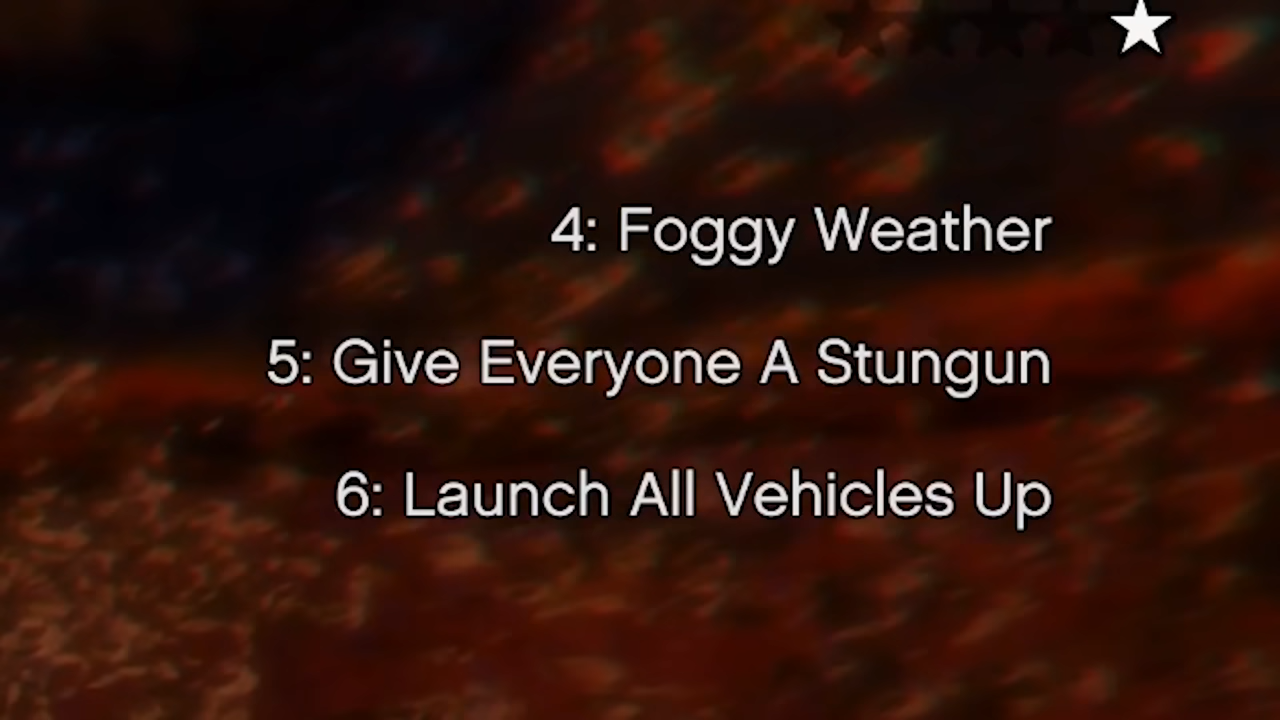 4: Foggy Weather
5: Give Everyone A Stungun
6: Launch All Vehicles Up